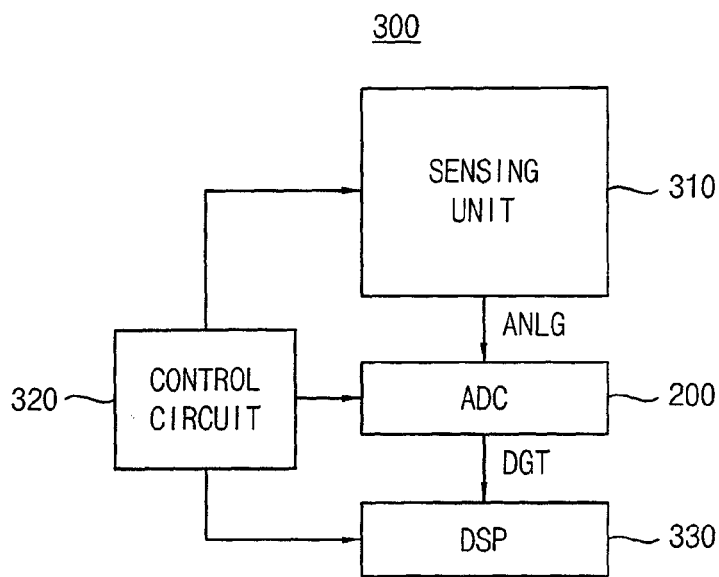 300
SENSING
UNIT
310
ANLG
320
CONTROL
CIRCUIT
ADC
200
DGT
DSP
330